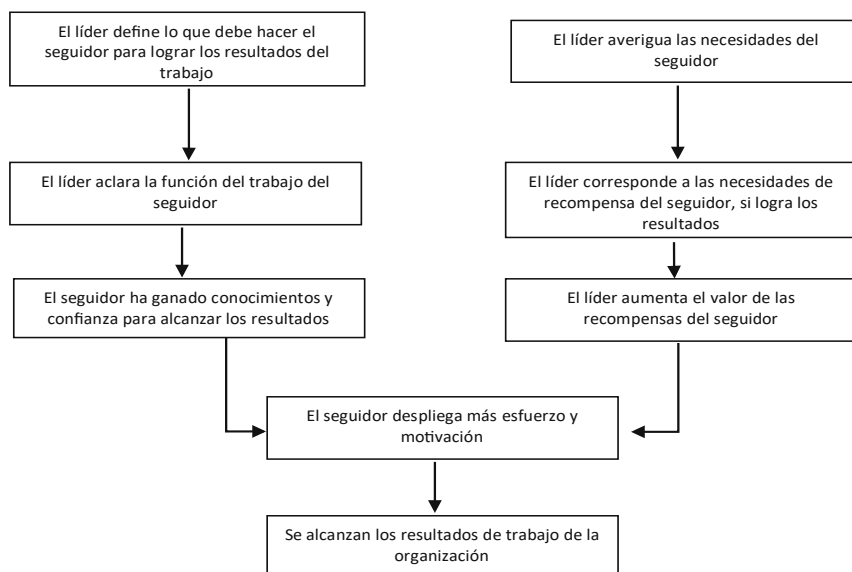 El líder define lo que debe hacer el
seguidor para lograr los resultados del
trabajo
El líder averigua las necesidades del
seguidor
El líder aclara la función del trabajo del
seguidor
El líder corresponde a las necesidades de
recompensa del seguidor, si logra los
resultados
El seguidor ha ganado conocimientos y
confianza para alcanzar los resultados
El líder aumenta el valor de las
recompensas del seguidor
El seguidor despliega más esfuerzo y
motivación
Se alcanzan los resultados de trabajo de la
organización